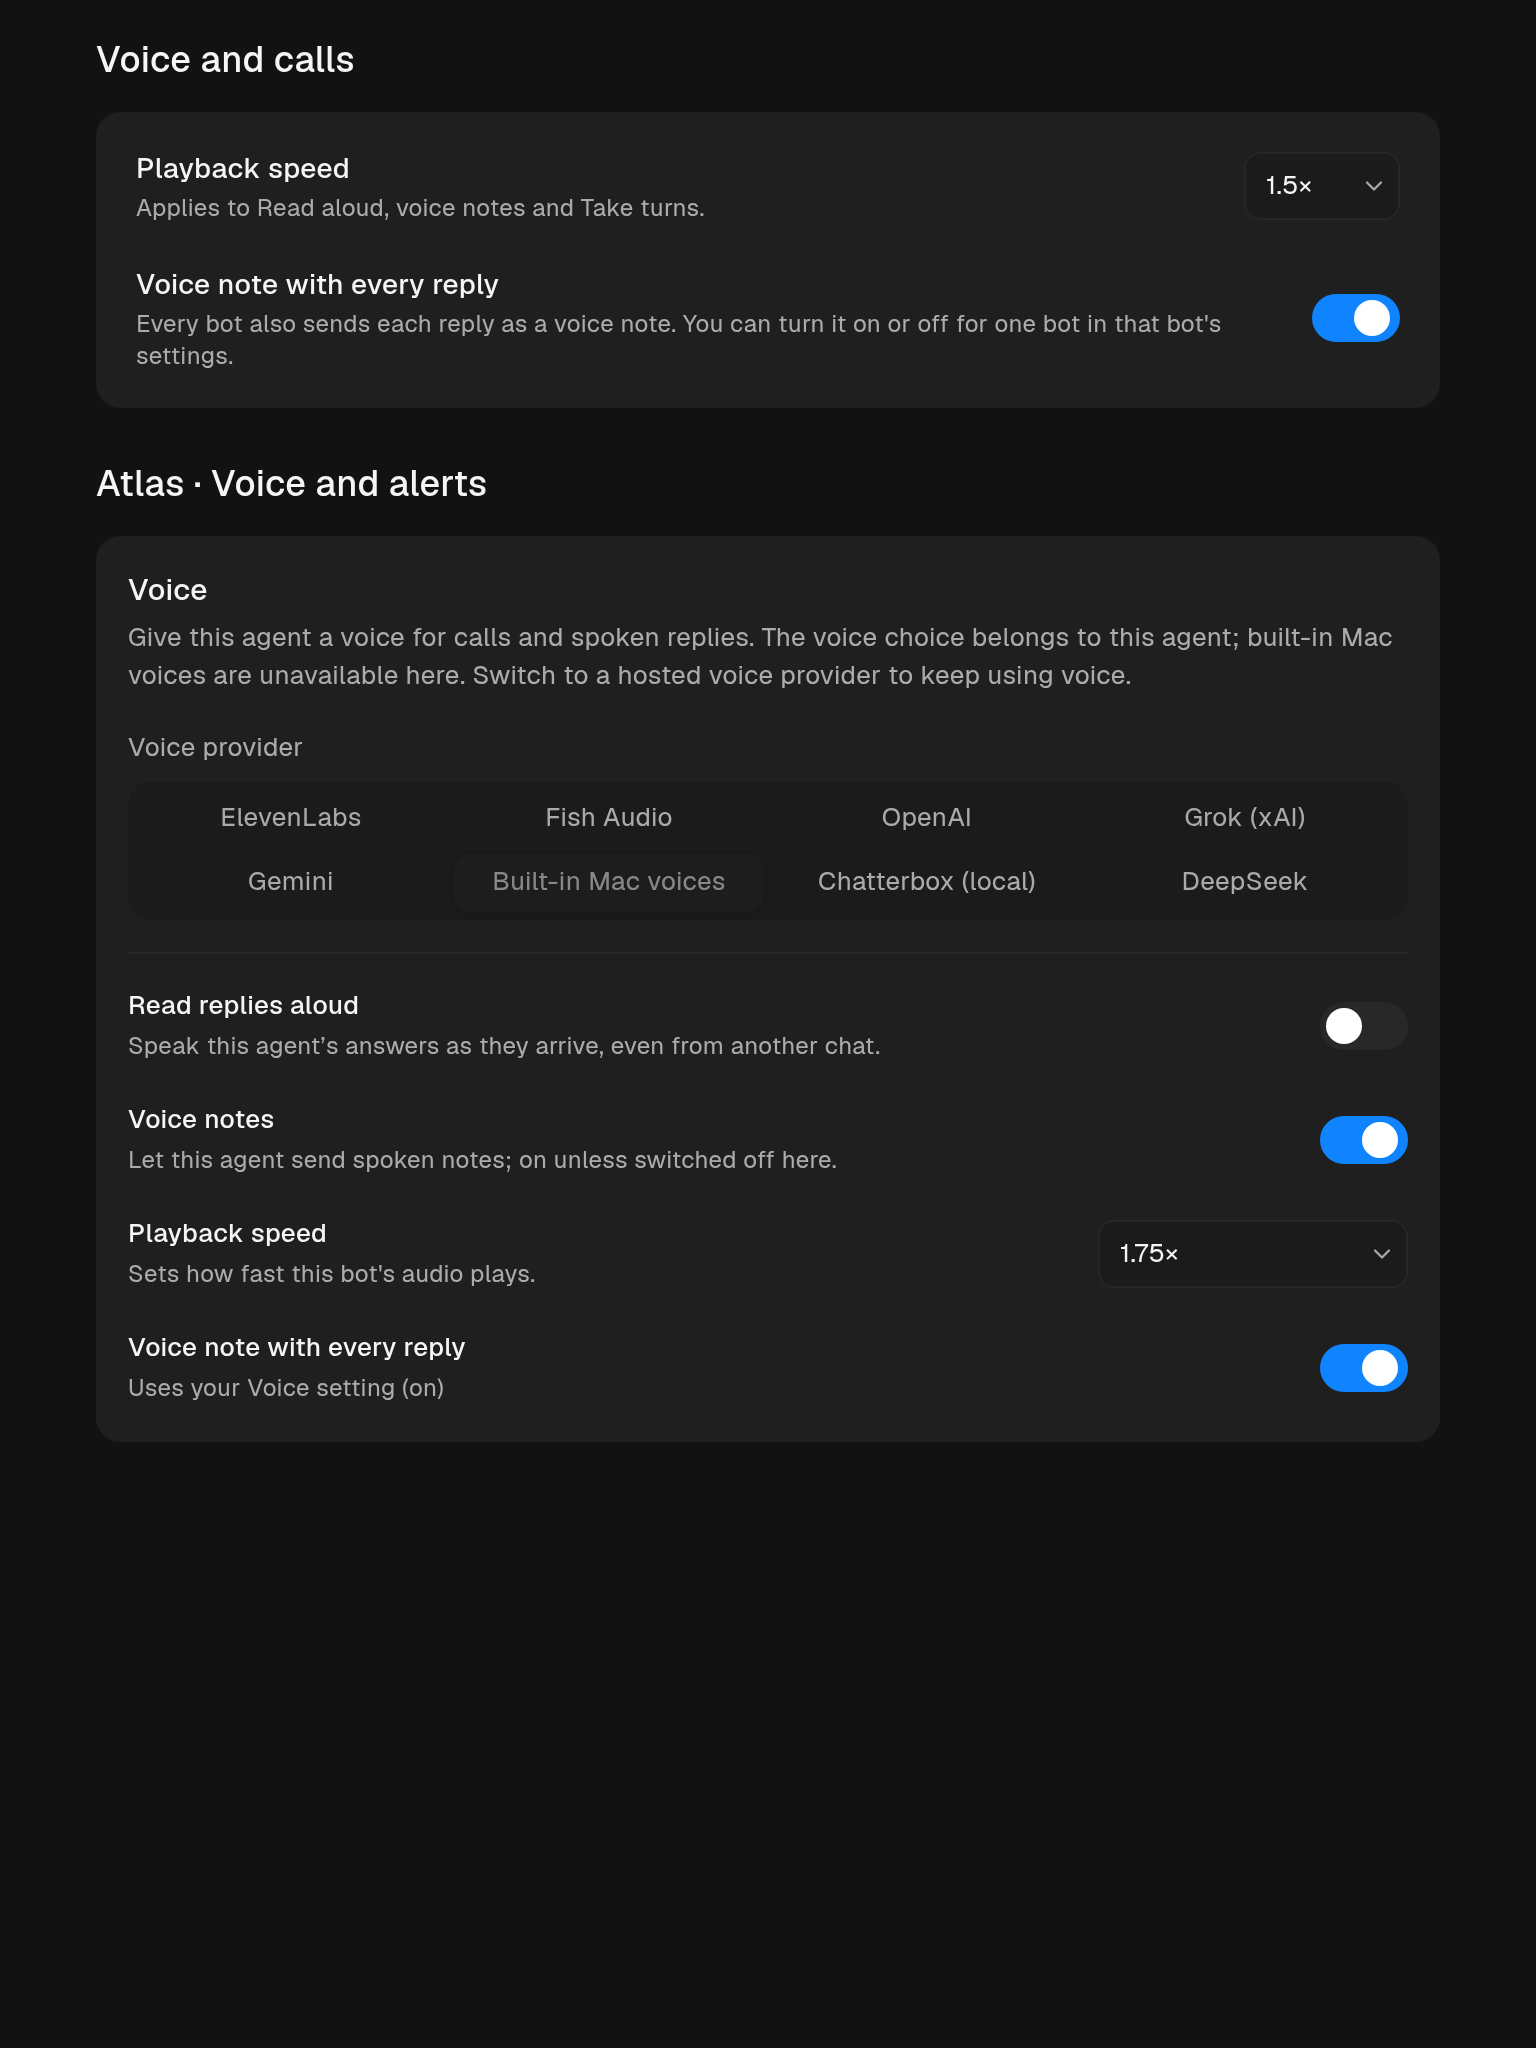 Voice and calls
Playback speed
1.5×
Applies to Read aloud, voice notes and Take turns.
Voice note with every reply
Every bot also sends each reply as a voice note. You can turn it on or off for one bot in that bot's
settings.
Atlas · Voice and alerts
Voice
Give this agent a voice for calls and spoken replies. The voice choice belongs to this agent; built-in Mac
voices are unavailable here. Switch to a hosted voice provider to keep using voice.
Voice provider
ElevenLabs Fish Audio OpenAI Grok (xAI)
Gemini Built-in Mac voices Chatterbox (local) DeepSeek
Read replies aloud
Speak this agent’s answers as they arrive, even from another chat.
Voice notes
Let this agent send spoken notes; on unless switched off here.
Playback speed
1.75×
Sets how fast this bot's audio plays.
Voice note with every reply
Uses your Voice setting (on)